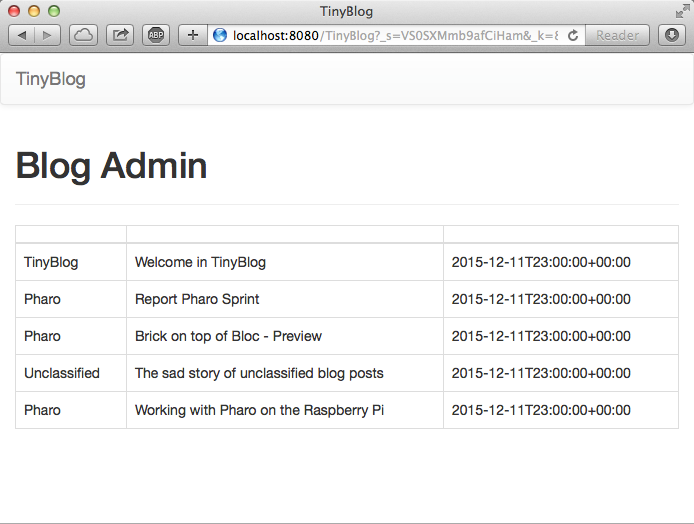 TinyBlog
ABP
localhost:8080/TinyBlog?_s=VS0SXMmb9afCiHam&_k=8
Reader
TinyBlog
Blog Admin
TinyBlog Welcome in TinyBlog 2015-12-11T23:00:00+00:00
Pharo Report Pharo Sprint 2015-12-11T23:00:00+00:00
Pharo Brick on top of Bloc - Preview 2015-12-11T23:00:00+00:00
Unclassified The sad story of unclassified blog posts 2015-12-11T23:00:00+00:00
Pharo Working with Pharo on the Raspberry Pi 2015-12-11T23:00:00+00:00